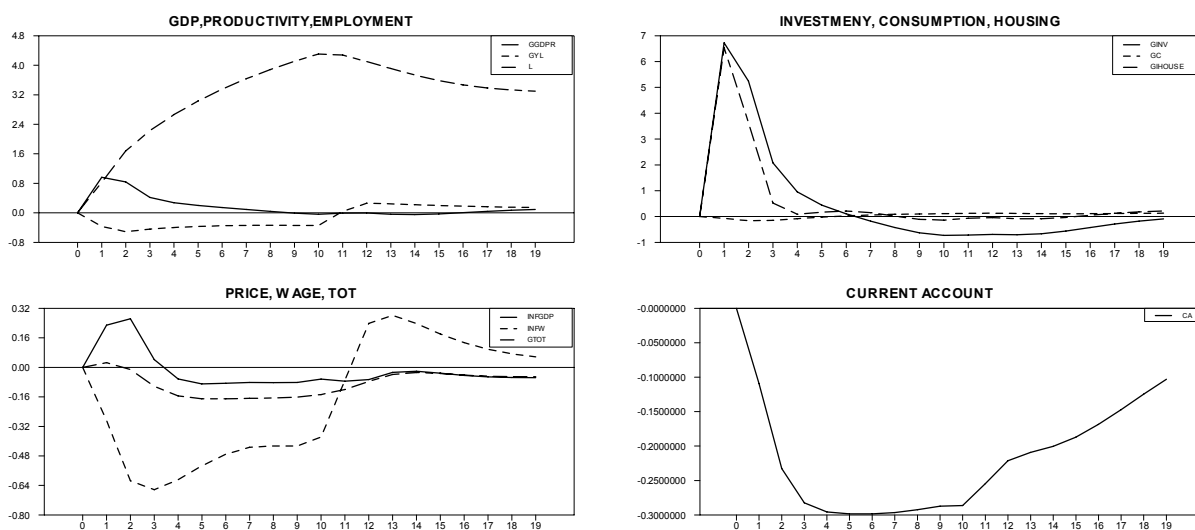 GDP,PRODUCTIVITY,EMPLOYMENT
4.8
4.0
3.2
2.4
1.6
0.8
0.0
-0.8
GGDPR
GYL
L
0 1 2 3 4 5 6 7 8 9 10 11 12 13 14 15 16 17 18 19
INVESTMENY, CONSUMPTION, HOUSING
7
6
5
4
3
2
1
0
-1
GINV
GC
GIHOUSE
0 1 2 3 4 5 6 7 8 9 10 11 12 13 14 15 16 17 18 19
PRICE, WAGE, TOT
0.32
0.16
0.00
-0.16
-0.32
-0.48
-0.64
-0.80
INFGDP
INFW
GTOT
0 1 2 3 4 5 6 7 8 9 10 11 12 13 14 15 16 17 18 19
CURRENT ACCOUNT
-0.0000000
-0.0500000
-0.1000000
-0.1500000
-0.2000000
-0.2500000
-0.3000000
CA
0 1 2 3 4 5 6 7 8 9 10 11 12 13 14 15 16 17 18 19